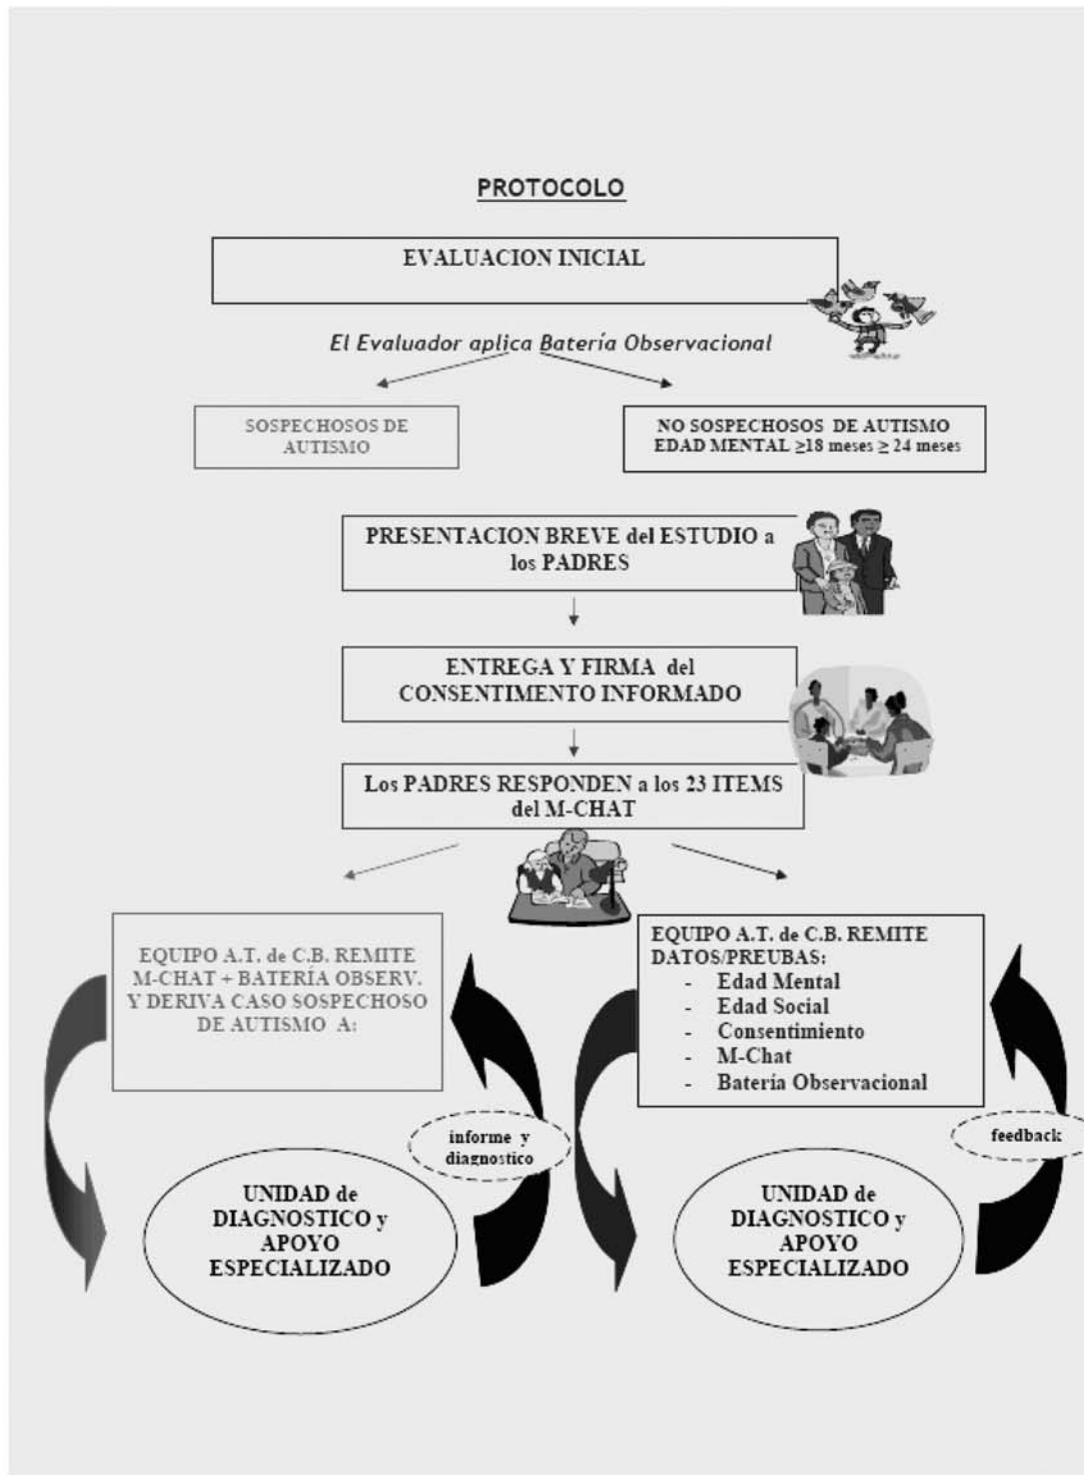 PROTOCOLO
EVALUACION INICIAL
El Evaluador aplica Batería Observacional
SOSPECHOSOS DE
AUTISMO
NO SOSPECHOSOS DE AUTISMO
EDAD MENTAL ≥18 meses ≥ 24 meses
PRESENTACION BREVE del ESTUDIO a
los PADRES
ENTREGA Y FIRMA del
CONSENTIMENTO INFORMADO
Los PADRES RESPONDEN a los 23 ITEMS
del M-CHAT
EQUIPO A.T. de C.B. REMITE
M-CHAT + BATERÍA OBSERV.
Y DERIVA CASO SOSPECHOSO
DE AUTISMO A:
EQUIPO A.T. de C.B. REMITE
DATOS/PREUBAS:
- Edad Mental
- Edad Social
- Consentimiento
- M-Chat
- Batería Observacional
informe y
diagnostico
feedback
UNIDAD de
DIAGNOSTICO y
APOYO
ESPECIALIZADO
UNIDAD de
DIAGNOSTICO y
APOYO
ESPECIALIZADO